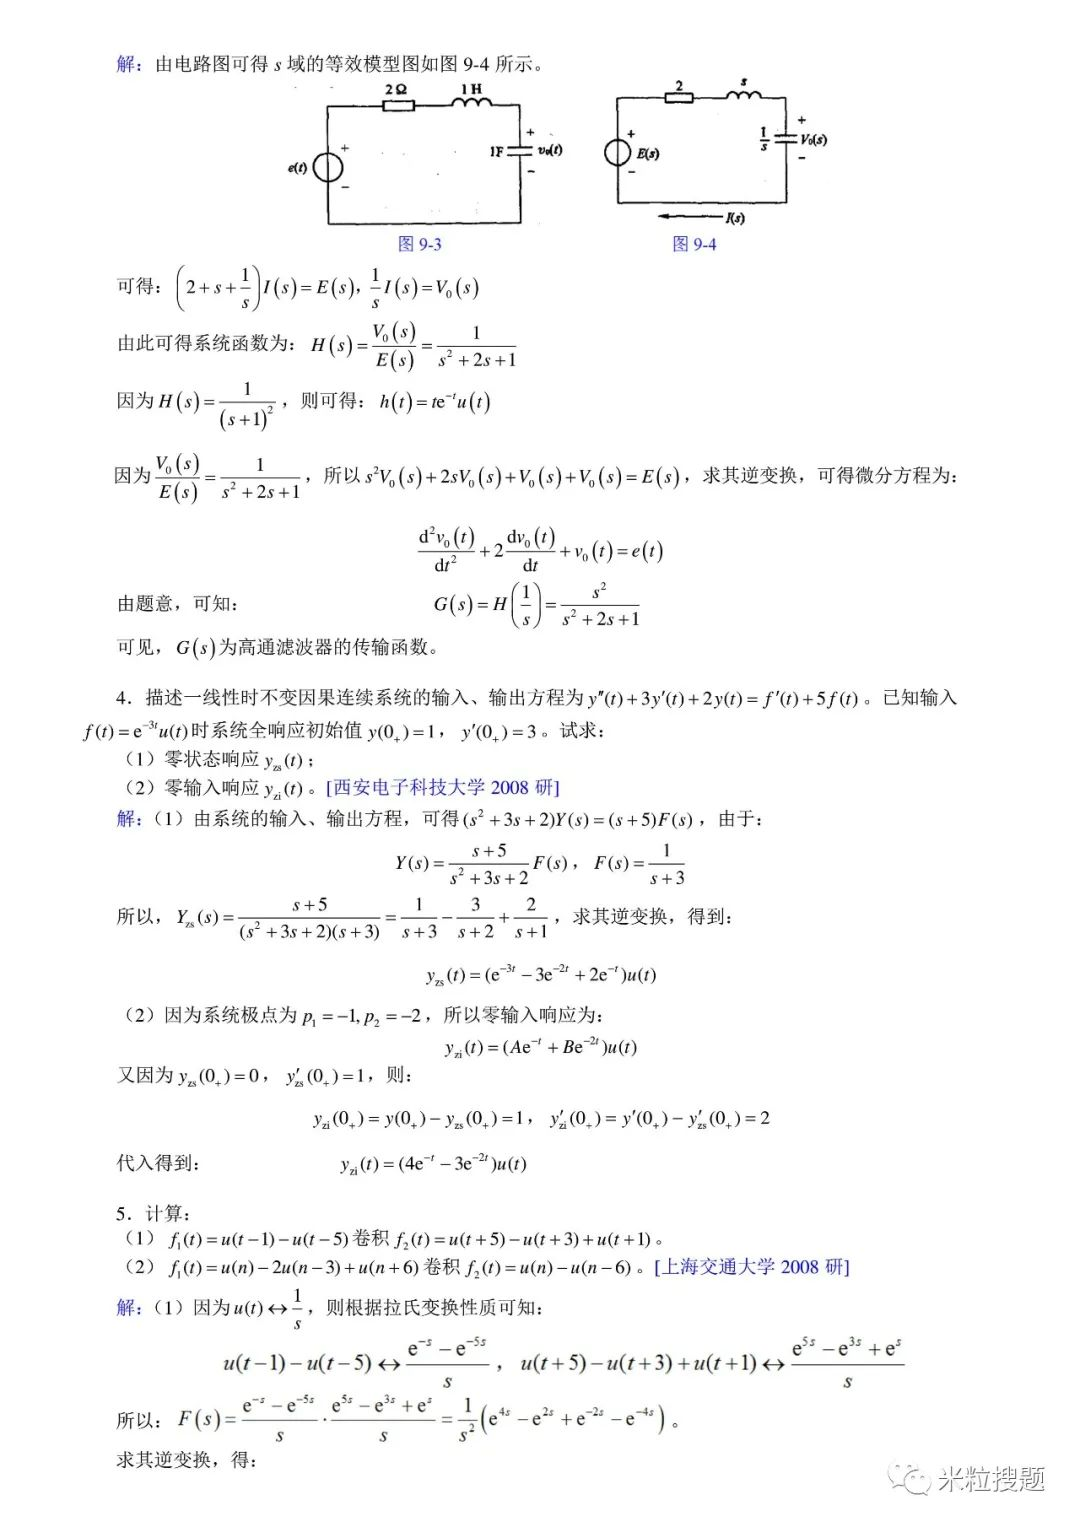 解：由电路图可得 s 域的等效模型图如图 9-4 所示。
2Ω 1H
e(t) + − 1F + v₀(t) −
2 s
E(s) + − 1/s + V₀(s) −
I(s)
图 9-3
图 9-4
可得：(2+s+1/s)I(s)=E(s)，1/s I(s)=V₀(s)
由此可得系统函数为：H(s)=V₀(s)/E(s)=1/(s²+2s+1)
因为 H(s)=1/(s+1)²，则可得：h(t)=te⁻ᵗu(t)
因为 V₀(s)/E(s)=1/(s²+2s+1)，所以 s²V₀(s)+2sV₀(s)+V₀(s)+V₀(s)=E(s)，求其逆变换，可得微分方程为：
d²v₀(t)/dt²+2dv₀(t)/dt+v₀(t)=e(t)
由题意，可知： G(s)=H(1/s)=s²/(s²+2s+1)
可见，G(s)为高通滤波器的传输函数。
4．描述一线性时不变因果连续系统的输入、输出方程为 y″(t)+3y′(t)+2y(t)=f′(t)+5f(t)。已知输入
f(t)=e⁻³ᵗu(t)时系统全响应初始值 y(0₊)=1，y′(0₊)=3。试求：
（1）零状态响应 y_zs(t)；
（2）零输入响应 y_zi(t)。[西安电子科技大学 2008 研]
解：（1）由系统的输入、输出方程，可得(s²+3s+2)Y(s)=(s+5)F(s)，由于：
Y(s)=(s+5)/(s²+3s+2) F(s)，F(s)=1/(s+3)
所以，Y_zs(s)=(s+5)/((s²+3s+2)(s+3))=1/(s+3)−3/(s+2)+2/(s+1)，求其逆变换，得到：
y_zs(t)=(e⁻³ᵗ−3e⁻²ᵗ+2e⁻ᵗ)u(t)
（2）因为系统极点为 p₁=−1, p₂=−2，所以零输入响应为：
y_zi(t)=(Ae⁻ᵗ+Be⁻²ᵗ)u(t)
又因为 y_zs(0₊)=0，y′_zs(0₊)=1，则：
y_zi(0₊)=y(0₊)−y_zs(0₊)=1，y′_zi(0₊)=y′(0₊)−y′_zs(0₊)=2
代入得到： y_zi(t)=(4e⁻ᵗ−3e⁻²ᵗ)u(t)
5．计算：
（1）f₁(t)=u(t−1)−u(t−5)卷积 f₂(t)=u(t+5)−u(t+3)+u(t+1)。
（2）f₁(t)=u(n)−2u(n−3)+u(n+6)卷积 f₂(t)=u(n)−u(n−6)。[上海交通大学 2008 研]
解：（1）因为u(t)↔1/s，则根据拉氏变换性质可知：
u(t−1)−u(t−5)↔(e⁻ˢ−e⁻⁵ˢ)/s，u(t+5)−u(t+3)+u(t+1)↔(e⁵ˢ−e³ˢ+eˢ)/s
所以：F(s)=(e⁻ˢ−e⁻⁵ˢ)/s·(e⁵ˢ−e³ˢ+eˢ)/s=1/s²(e⁴ˢ−e²ˢ+e⁻²ˢ−e⁻⁴ˢ)。
求其逆变换，得：
米粒搜题